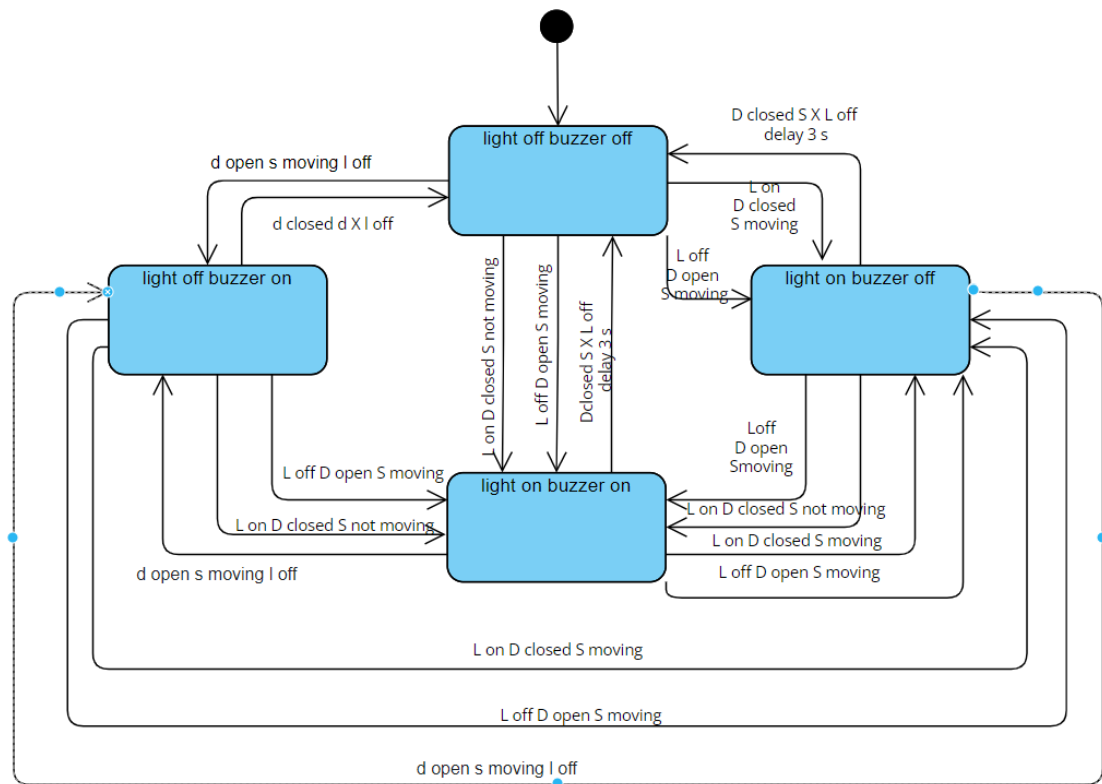 light off buzzer off
D closed S X L off
delay 3 s
d open s moving l off
L on
D closed
S moving
d closed d X l off
L off
D open
S moving
light off buzzer on
light on buzzer off
L on D closed S not moving
L off D open S moving
Dclosed S X L off
delay 3 s
Loff
D open
Smoving
L off D open S moving
light on buzzer on
L on D closed S not moving
L on D closed S not moving
L on D closed S moving
d open s moving l off
L off D open S moving
L on D closed S moving
L off D open S moving
d open s moving l off